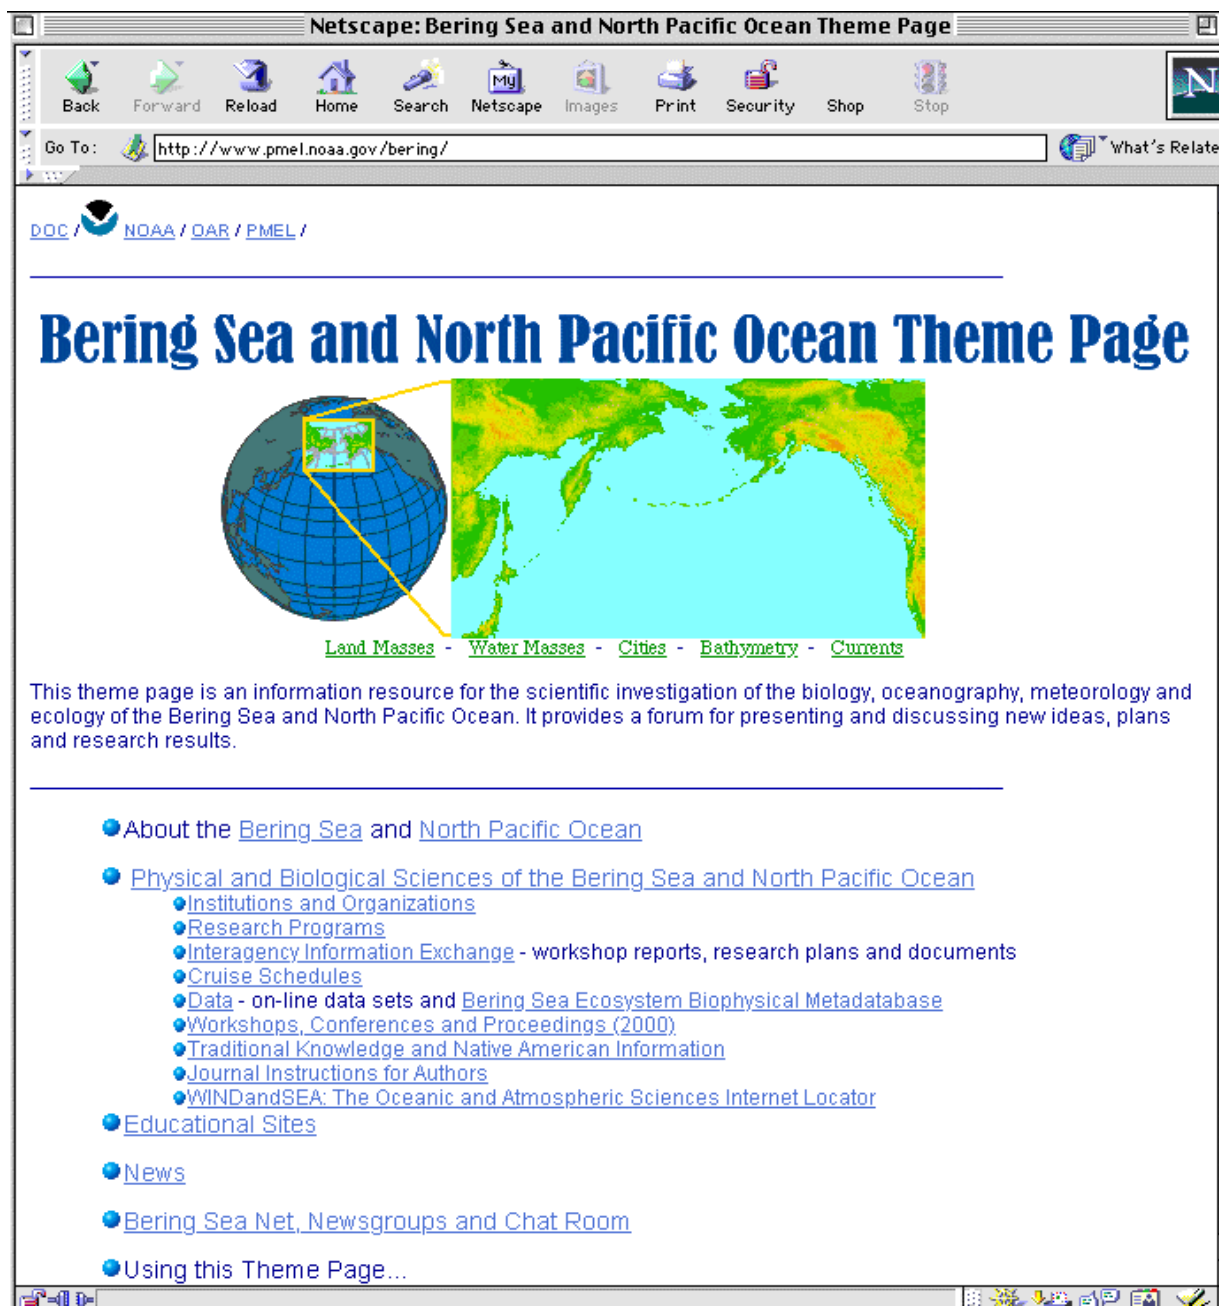 Netscape: Bering Sea and North Pacific Ocean Theme Page
Back Forward Reload Home Search Netscape Images Print Security Shop Stop
My
N
Go To: http://www.pmel.noaa.gov/bering/ What's Relate
DOC / NOAA / OAR / PMEL /
Bering Sea and North Pacific Ocean Theme Page
Land Masses - Water Masses - Cities - Bathymetry - Currents
This theme page is an information resource for the scientific investigation of the biology, oceanography, meteorology and
ecology of the Bering Sea and North Pacific Ocean. It provides a forum for presenting and discussing new ideas, plans
and research results.
About the Bering Sea and North Pacific Ocean
Physical and Biological Sciences of the Bering Sea and North Pacific Ocean
Institutions and Organizations
Research Programs
Interagency Information Exchange - workshop reports, research plans and documents
Cruise Schedules
Data - on-line data sets and Bering Sea Ecosystem Biophysical Metadatabase
Workshops, Conferences and Proceedings (2000)
Traditional Knowledge and Native American Information
Journal Instructions for Authors
WINDandSEA: The Oceanic and Atmospheric Sciences Internet Locator
Educational Sites
News
Bering Sea Net, Newsgroups and Chat Room
Using this Theme Page...